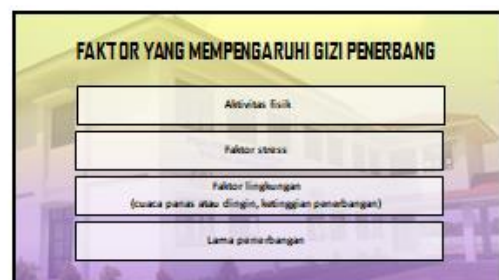 FAKTOR YANG MEMPENGARUHI GIZI PENERBANG
Aktivitas fisik
Faktor stress
Faktor lingkungan
(cuaca panas atau dingin, ketinggian penerbangan)
Lama penerbangan